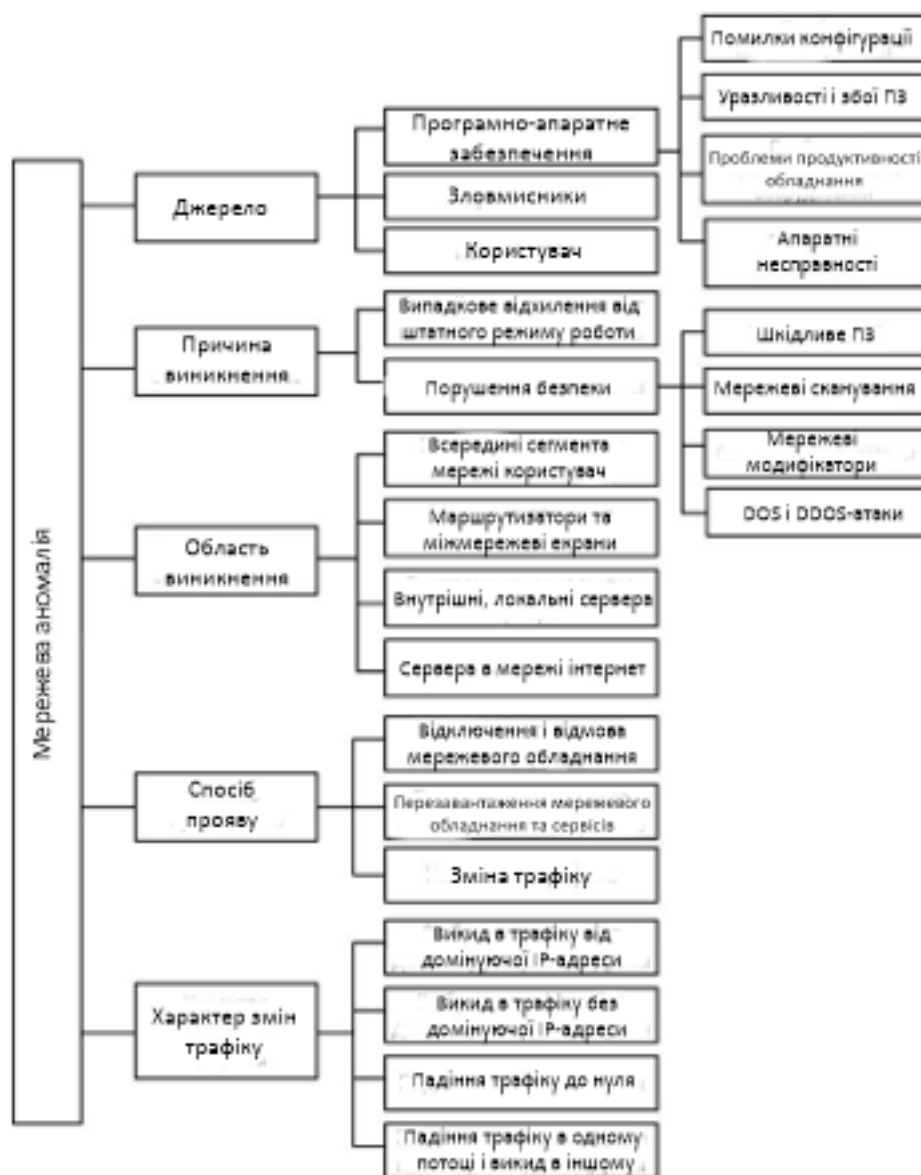 Мережева аномалія
Джерело
Програмно-апаратне
забезпечення
Помилки конфігурації
Уразливості і збої ПЗ
Проблеми продуктивності
обладнання
Апаратні
несправності
Зловмисники
Користувач
Причина
виникнення
Випадкове відхилення від
штатного режиму роботи
Порушення безпеки
Шкідливе ПЗ
Мережеві сканування
Мережеві
модифікатори
DOS і DDOS-атаки
Область
виникнення
Всередині сегмента
мережі користувач
Маршрутизатори та
міжмережеві екрани
Внутрішні, локальні сервера
Сервера в мережі інтернет
Спосіб
прояву
Відключення і відмова
мережевого обладнання
Перезавантаження мережевого
обладнання та сервісів
Зміна трафіку
Характер змін
трафіку
Викид в трафіку від
домінуючої IP-адреси
Викид в трафіку без
домінуючої IP-адреси
Падіння трафіку до нуля
Падіння трафіку в одному
потоці і викид в іншому